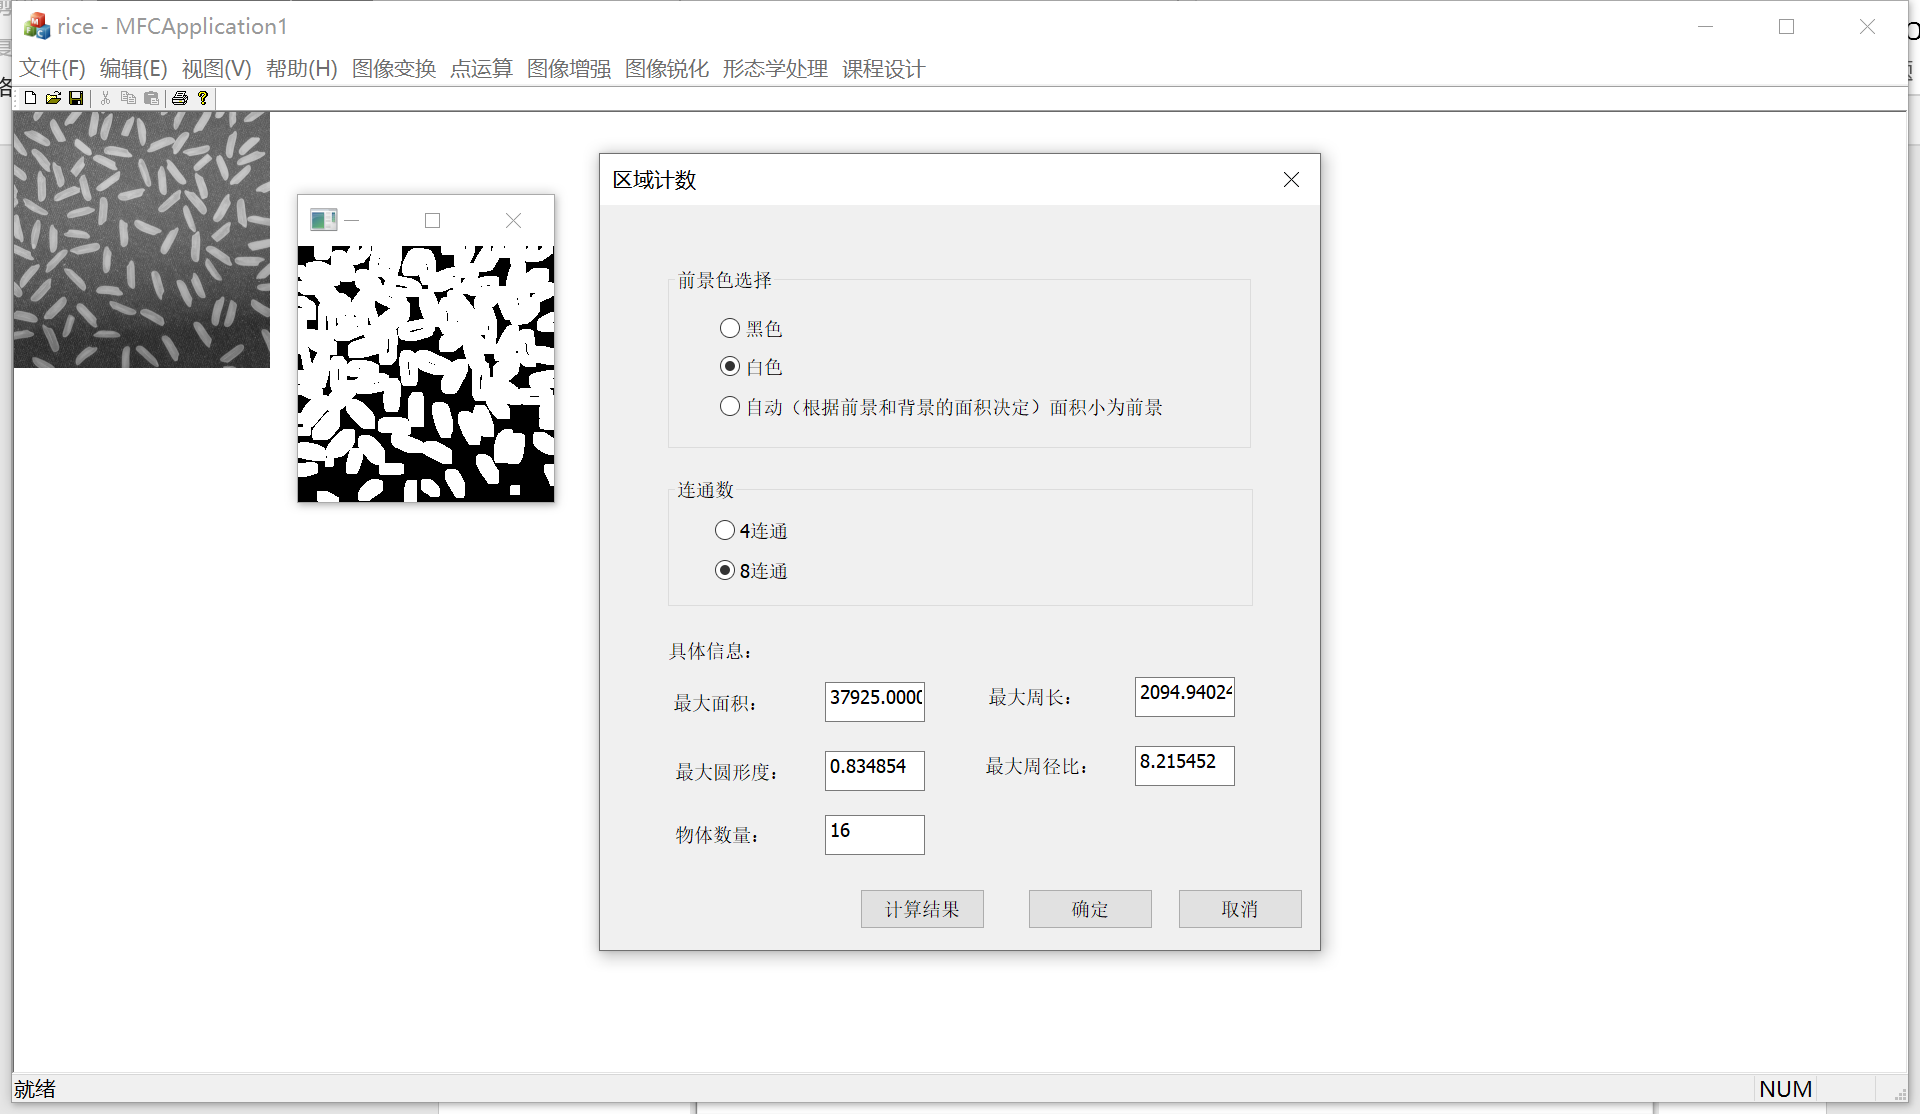 rice - MFCApplication1
文件(F) 编辑(E) 视图(V) 帮助(H) 图像变换 点运算 图像增强 图像锐化 形态学处理 课程设计
区域计数
前景色选择
黑色
白色
自动（根据前景和背景的面积决定）面积小为前景
连通数
4连通
8连通
具体信息：
最大面积： 37925.000 最大周长： 2094.9402
最大圆形度： 0.834854 最大周径比： 8.215452
物体数量： 16
计算结果 确定 取消
就绪 NUM